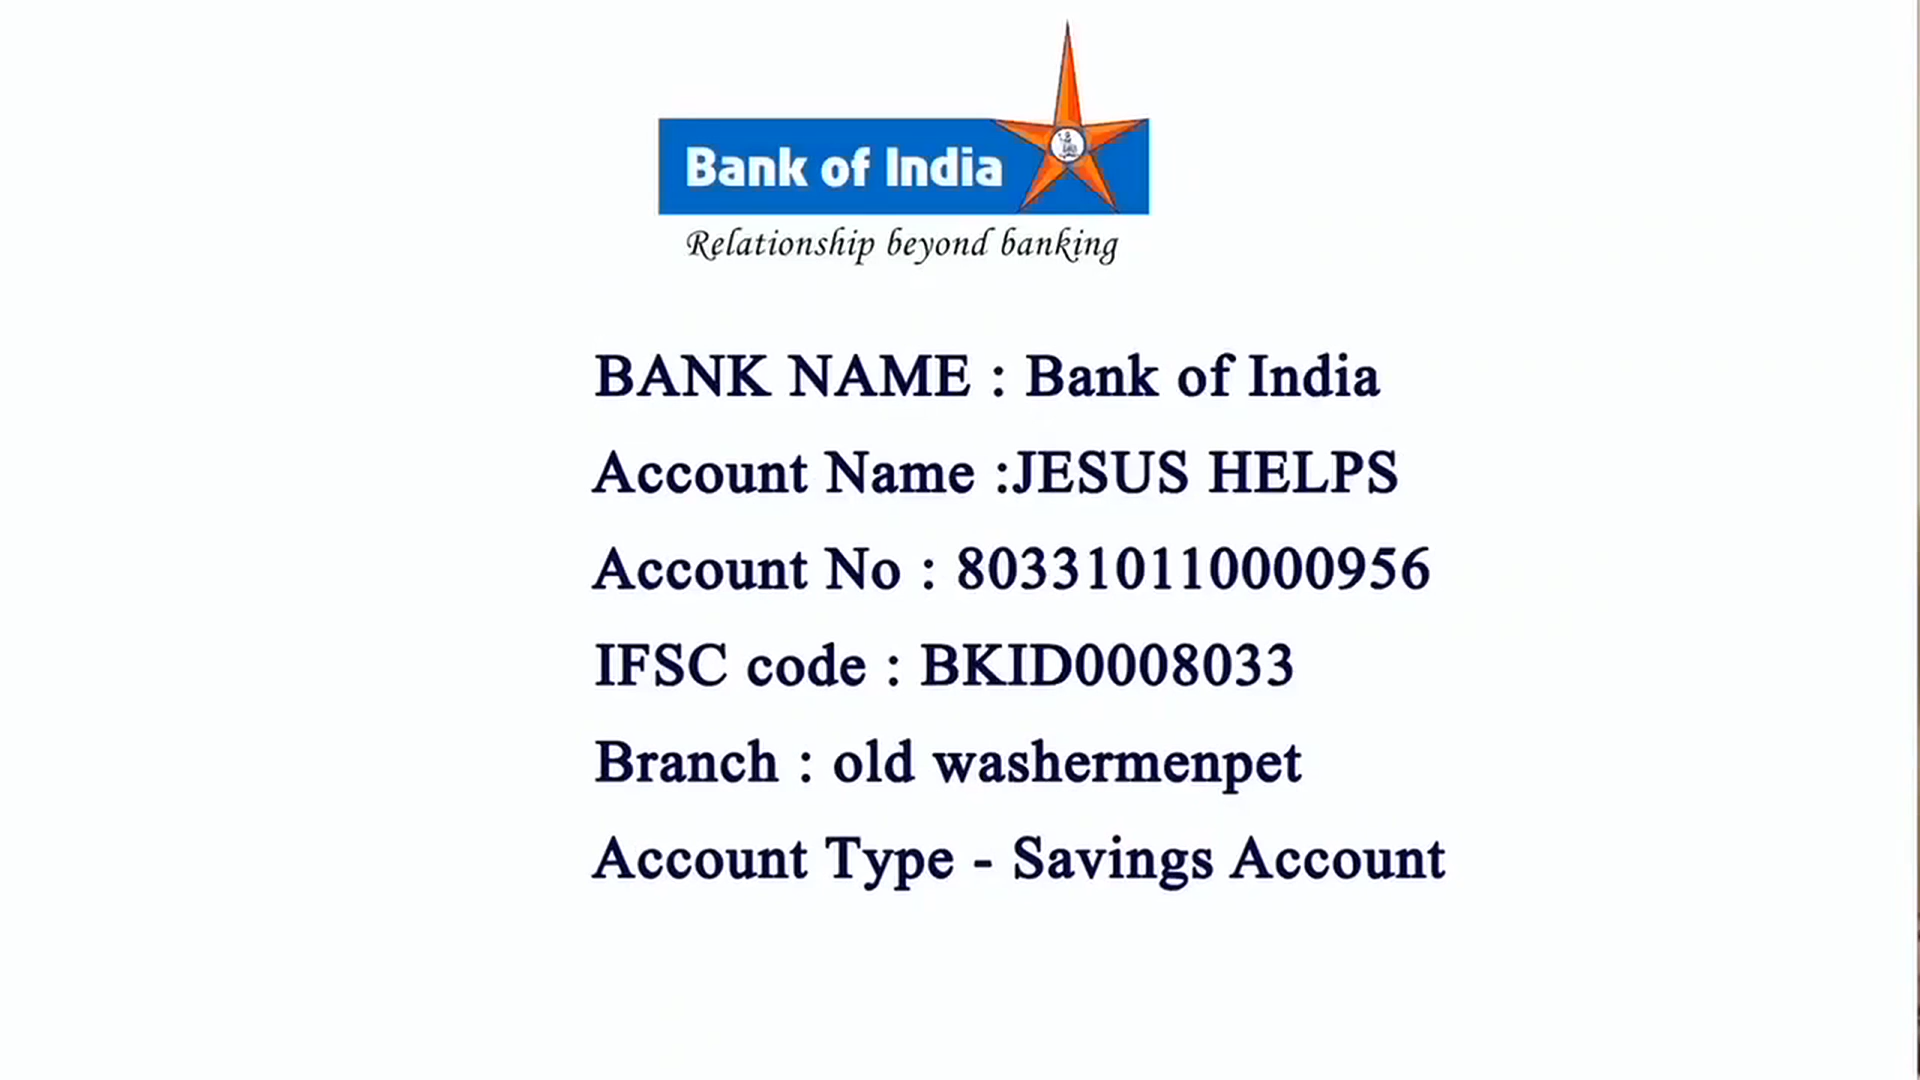 Bank of India
Relationship beyond banking
BANK NAME : Bank of India
Account Name :JESUS HELPS
Account No : 803310110000956
IFSC code : BKID0008033
Branch : old washermenpet
Account Type - Savings Account